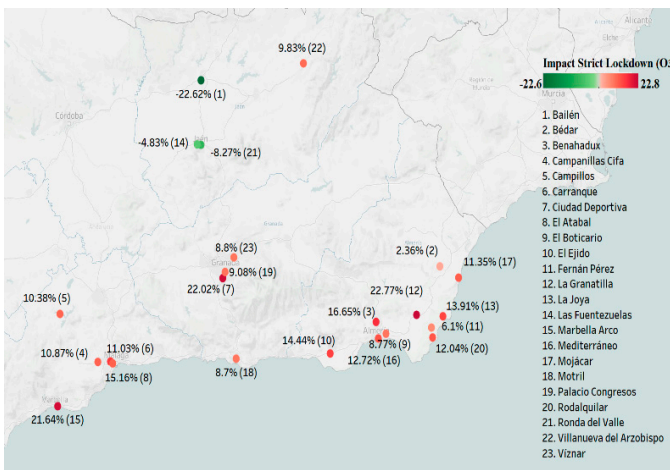 Alicante
Elche
9.83% (22)
Impact Strict Lockdown (O3
-22.6
22.8
Murcia
-22.62% (1)
Jaén
Córdoba
-4.83% (14)
-8.27% (21)
1. Bailén
2. Bédar
3. Benahadux
4. Campanillas Cifa
5. Campillos
6. Carranque
7. Ciudad Deportiva
8. El Atabal
9. El Boticario
10. El Ejido
11. Fernán Pérez
12. La Granatilla
13. La Joya
14. Las Fuentezuelas
15. Marbella Arco
16. Mediterráneo
17. Mojácar
18. Motril
19. Palacio Congresos
20. Rodalquilar
21. Ronda del Valle
22. Villanueva del Arzobispo
23. Víznar
8.8% (23)
Granada
9.08% (19)
22.02% (7)
2.36% (2)
11.35% (17)
22.77% (12)
10.38% (5)
16.65% (3)
13.91% (13)
Almería
6.1% (11)
8.77% (9)
14.44% (10)
12.72% (16)
12.04% (20)
10.87% (4)
11.03% (6)
Málaga
15.16% (8)
8.7% (18)
Marbella
21.64% (15)